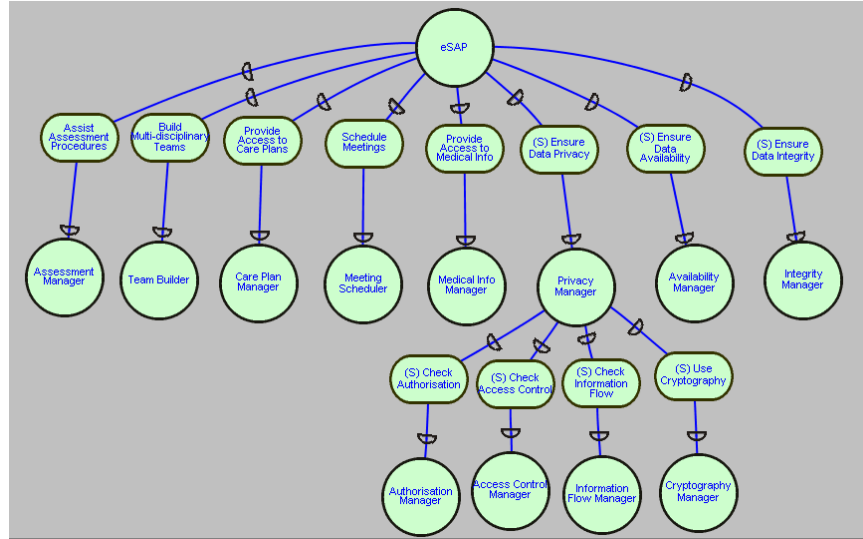 eSAP
Assist
Assessment
Procedures
Build
Multi-disciplinary
Teams
Provide
Access to
Care Plans
Schedule
Meetings
Provide
Access to
Medical Info
(S) Ensure
Data Privacy
(S) Ensure
Data
Availability
(S) Ensure
Data Integrity
Assessment
Manager
Team Builder
Care Plan
Manager
Meeting
Scheduler
Medical Info
Manager
Privacy
Manager
Availability
Manager
Integrity
Manager
(S) Check
Authorisation
(S) Check
Access Control
(S) Check
Information
Flow
(S) Use
Cryptography
Authorisation
Manager
Access Control
Manager
Information
Flow Manager
Cryptography
Manager